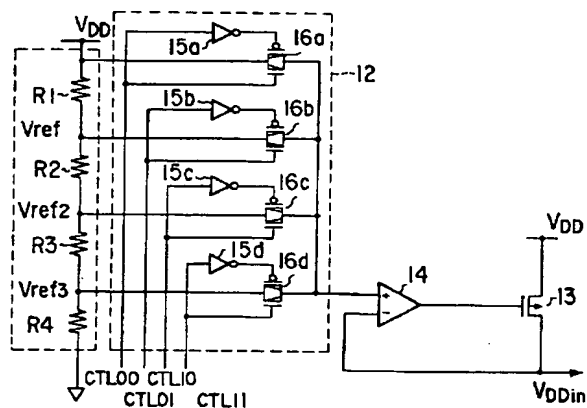 VDD
15a
16a
12
R1
15b
16b
Vref
R2
15c
16c
Vref2
R3
15d
16d
VDD
14
13
Vref3
R4
+
−
CTL00
CTL10
CTL01
CTL11
VDDin